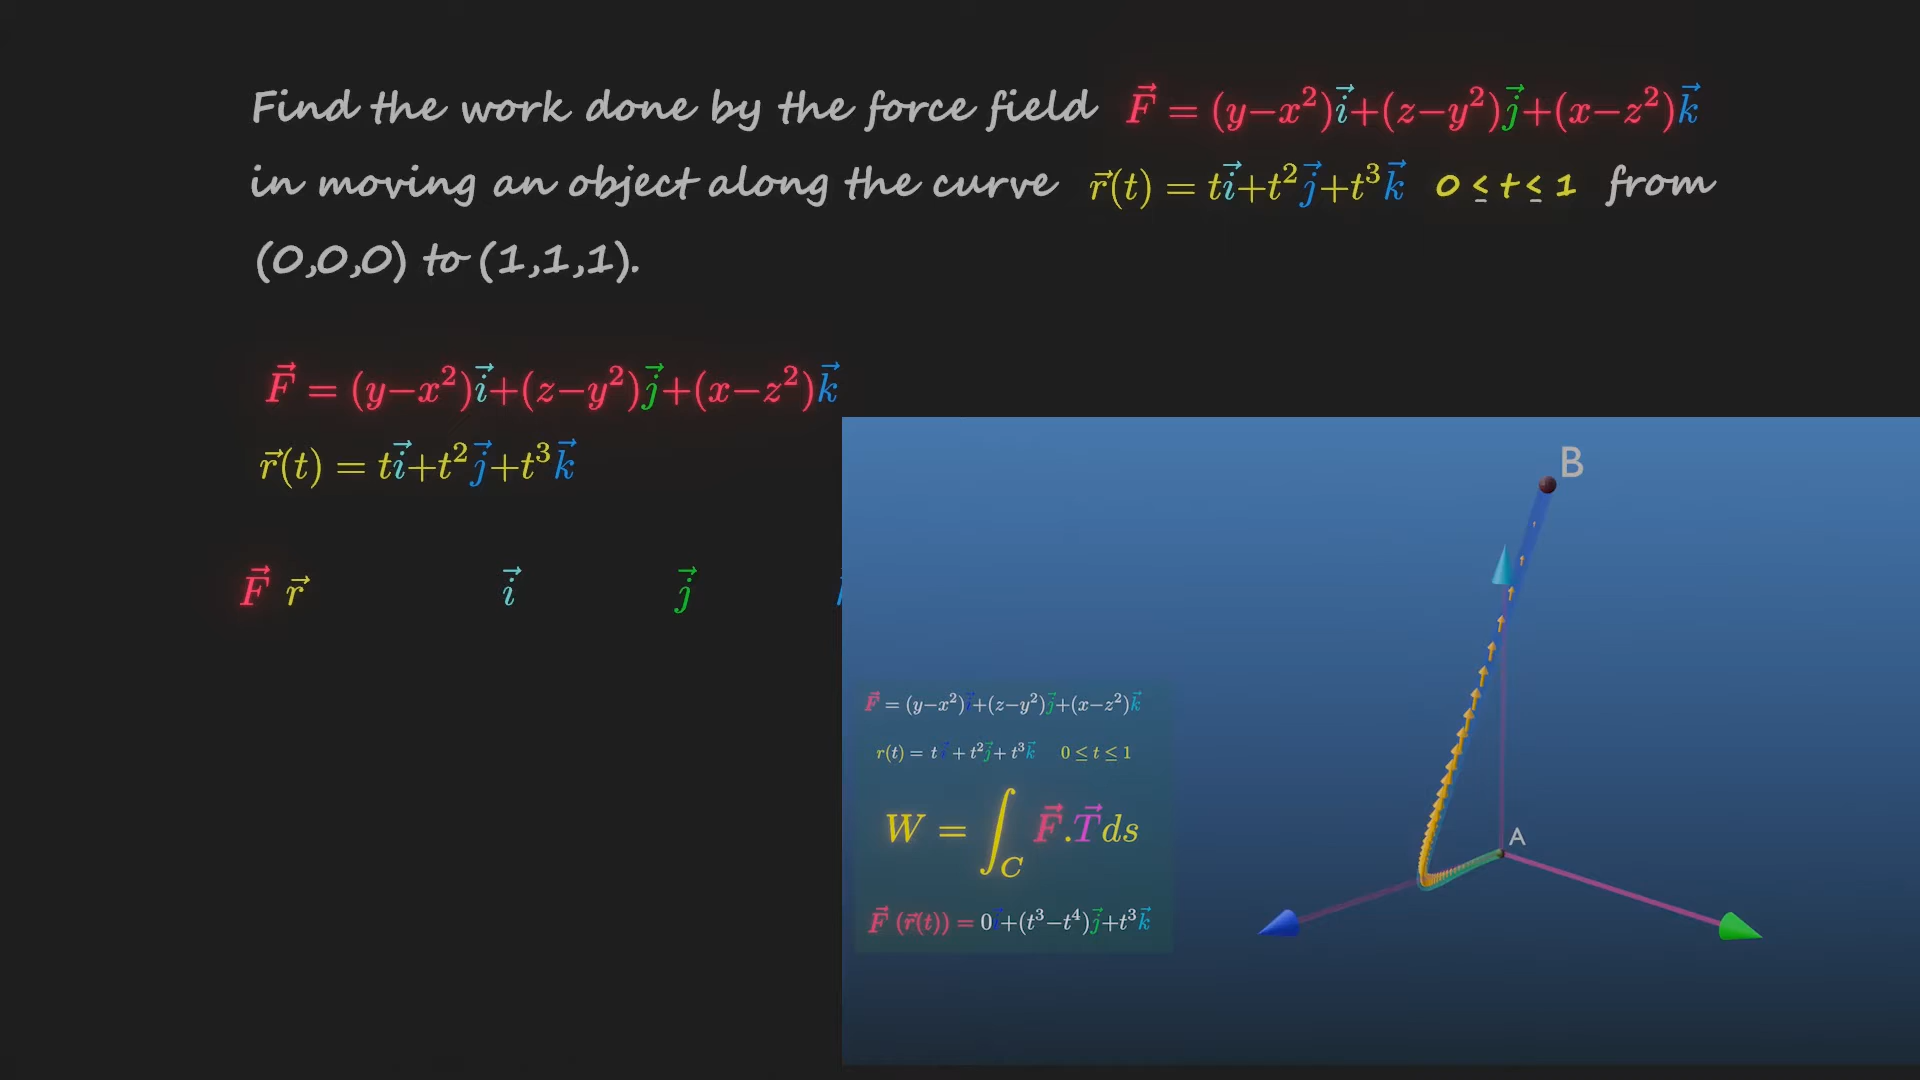 Find the work done by the force field F⃗ = (y−x²)i⃗+(z−y²)j⃗+(x−z²)k⃗
in moving an object along the curve r⃗(t) = ti⃗+t²j⃗+t³k⃗ 0 ≤ t ≤ 1 from
(0,0,0) to (1,1,1).
F⃗ = (y−x²)i⃗+(z−y²)j⃗+(x−z²)k⃗
r⃗(t) = ti⃗+t²j⃗+t³k⃗
F⃗ r⃗ i⃗ j⃗
B
A
F⃗ = (y−x²)i⃗+(z−y²)j⃗+(x−z²)k⃗
r(t) = t i⃗ + t²j⃗+ t³k⃗ 0 ≤ t ≤ 1
W = ∫_C F⃗.T⃗ds
F⃗ (r⃗(t)) = 0i⃗+(t³−t⁴)j⃗+t³k⃗